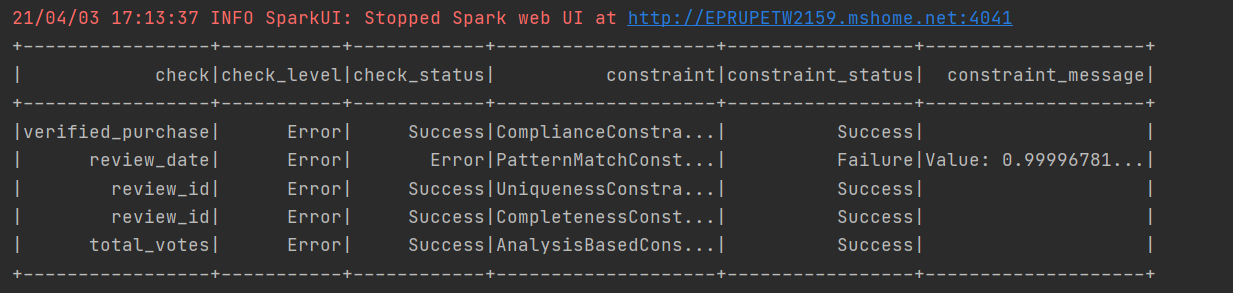 21/04/03 17:13:37 INFO SparkUI: Stopped Spark web UI at http://EPRUPETW2159.mshome.net:4041
+-----------------+-----------+------------+--------------------+-----------------+--------------------+
|            check|check_level|check_status|          constraint|constraint_status|  constraint_message|
+-----------------+-----------+------------+--------------------+-----------------+--------------------+
|verified_purchase|      Error|     Success|ComplianceConstra...|          Success|                    |
|      review_date|      Error|       Error|PatternMatchConst...|          Failure|Value: 0.99996781...|
|        review_id|      Error|     Success|UniquenessConstra...|          Success|                    |
|        review_id|      Error|     Success|CompletenessConst...|          Success|                    |
|      total_votes|      Error|     Success|AnalysisBasedCons...|          Success|                    |
+-----------------+-----------+------------+--------------------+-----------------+--------------------+